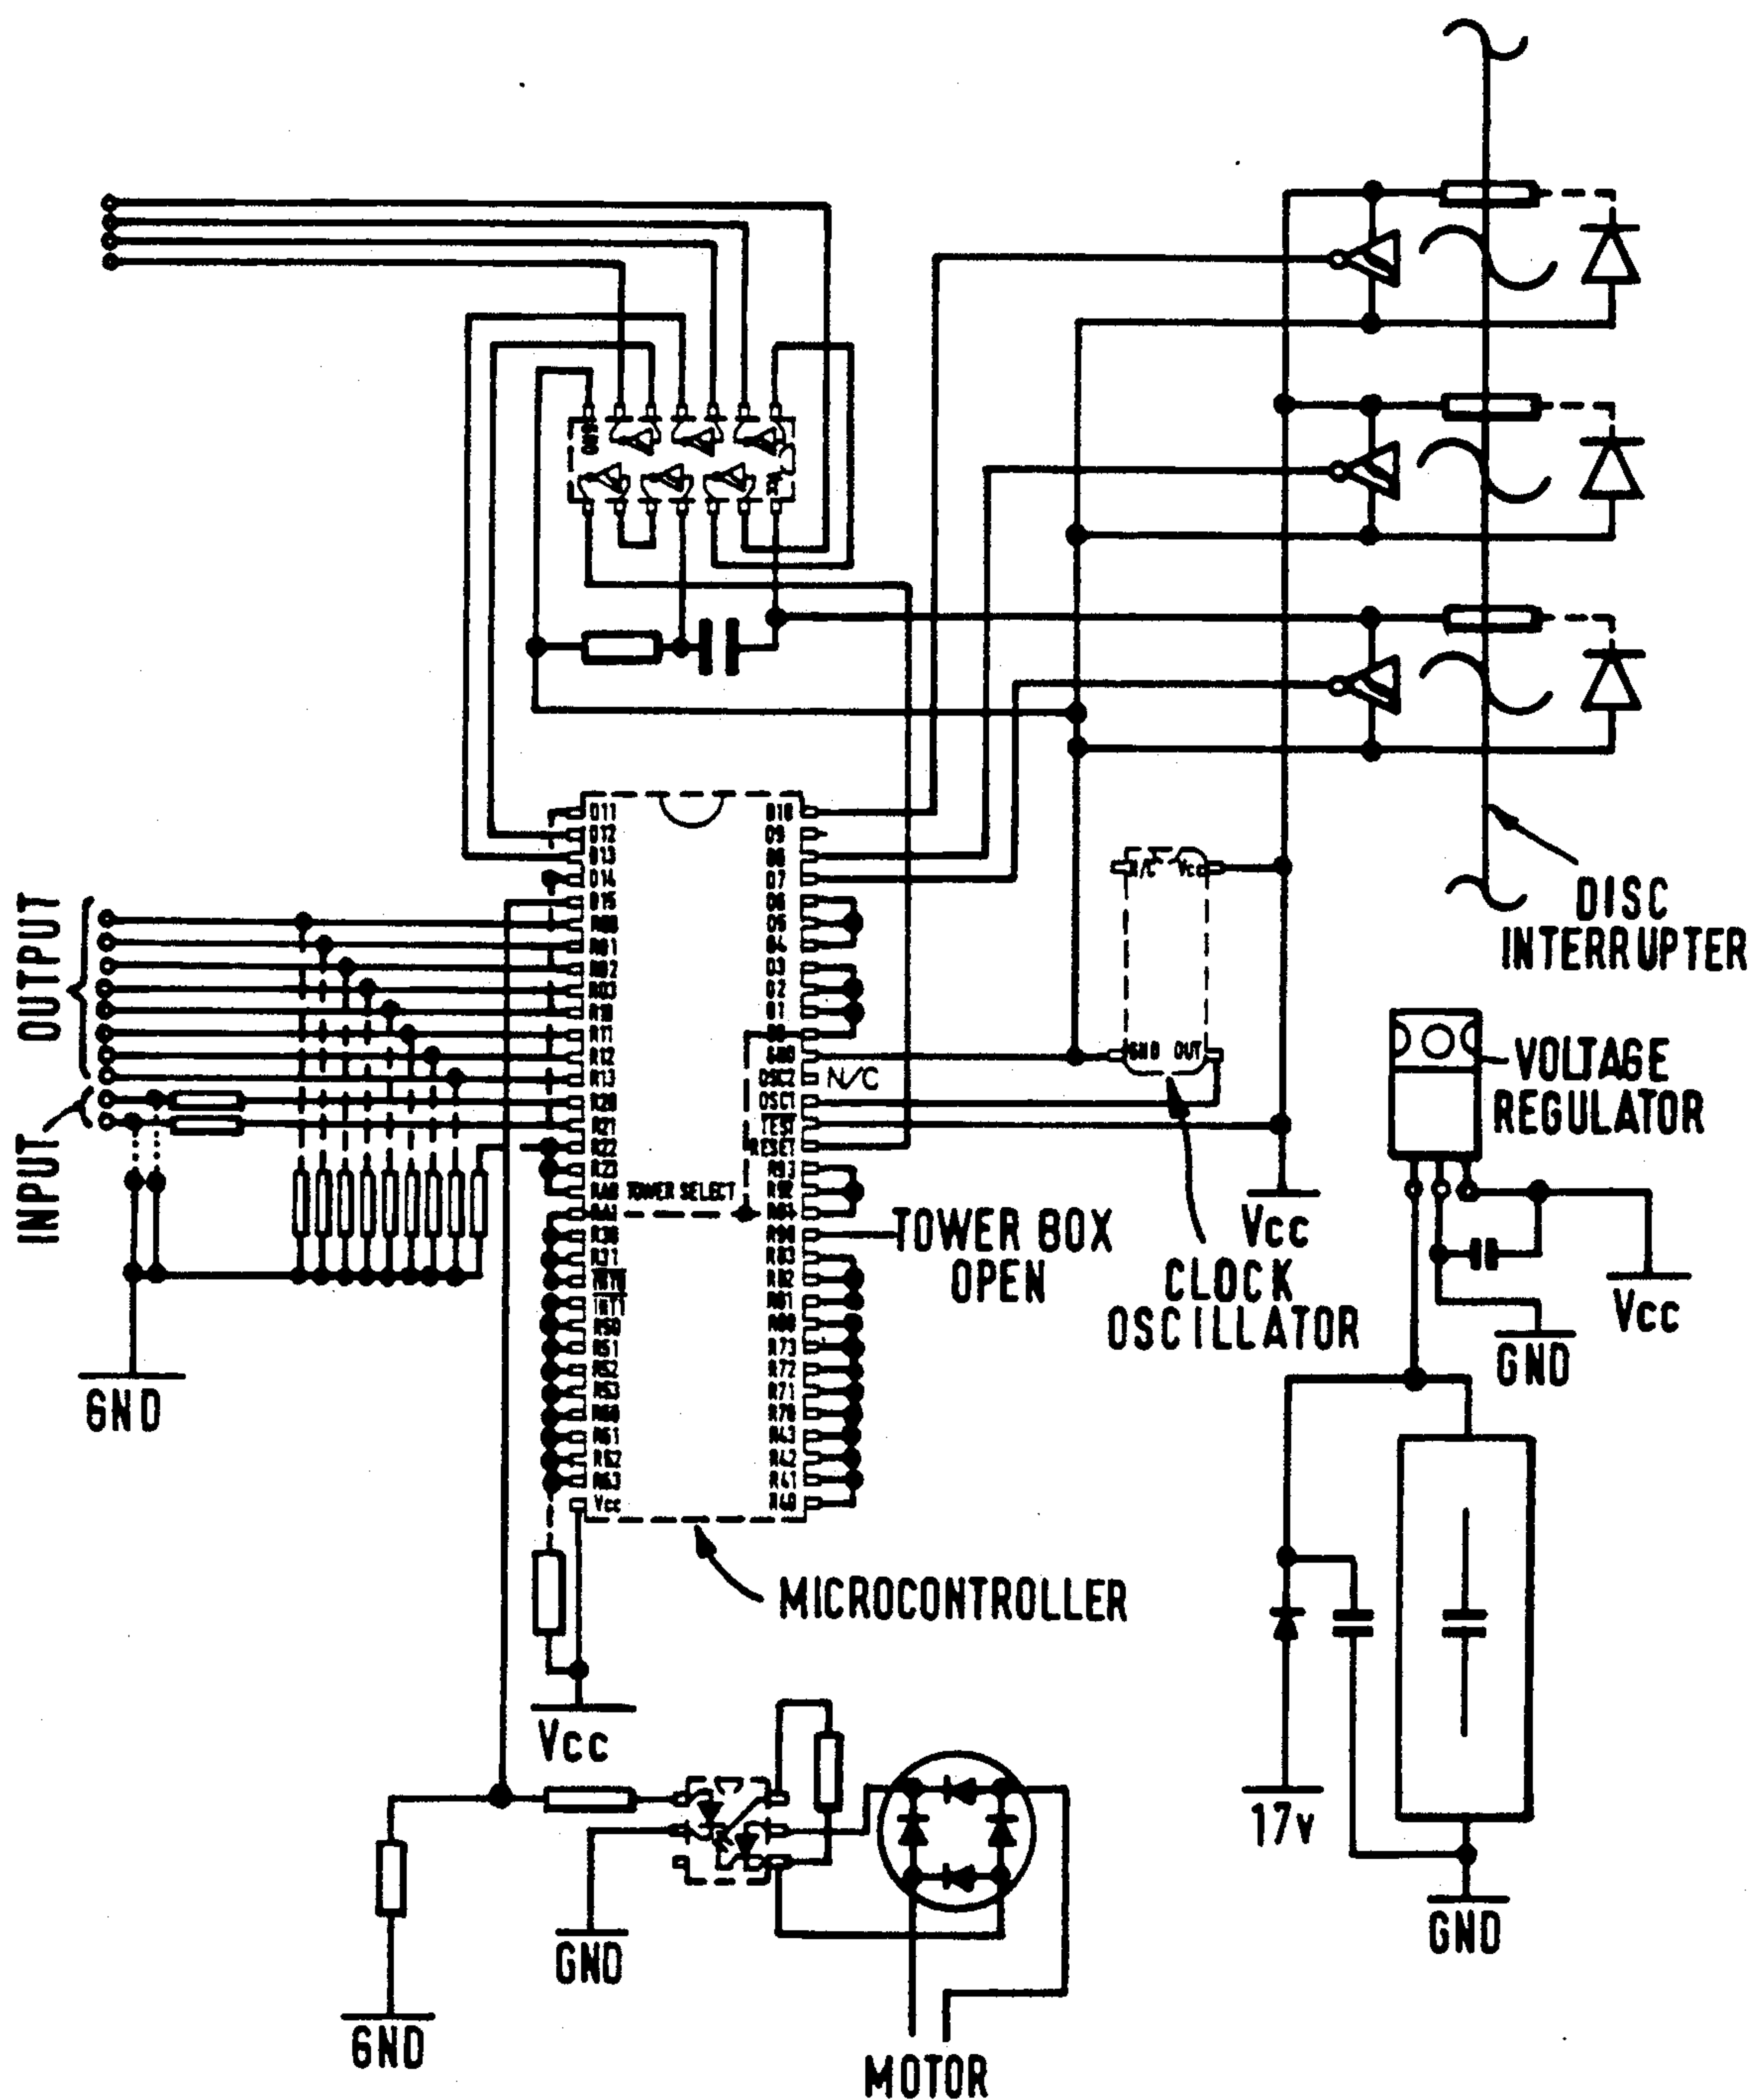 GND
Vcc
D11
D12
D13
D14
D15
R00
R01
R02
R03
R10
R11
R12
R13
R20
R21
R22
R23
RA0 TOWER SELECT
RA1
R30
R31
INT0
INT1
R50
R51
R52
R53
R60
R61
R62
R63
Vcc
D10
D9
D8
D7
D6
D5
D4
D3
D2
D1
D0
GND
OSC2
N/C
OSC1
TEST
RESET
R93
R92
R91
R90
R83
R82
R81
R80
R73
R72
R71
R70
R43
R42
R41
R40
OUTPUT
INPUT
GND
N/C Vcc
GND OUT
DISC
INTERRUPTER
VOLTAGE
REGULATOR
TOWER BOX
OPEN
Vcc
CLOCK
OSCILLATOR
Vcc
GND
MICROCONTROLLER
Vcc
17v
GND
GND
GND
MOTOR